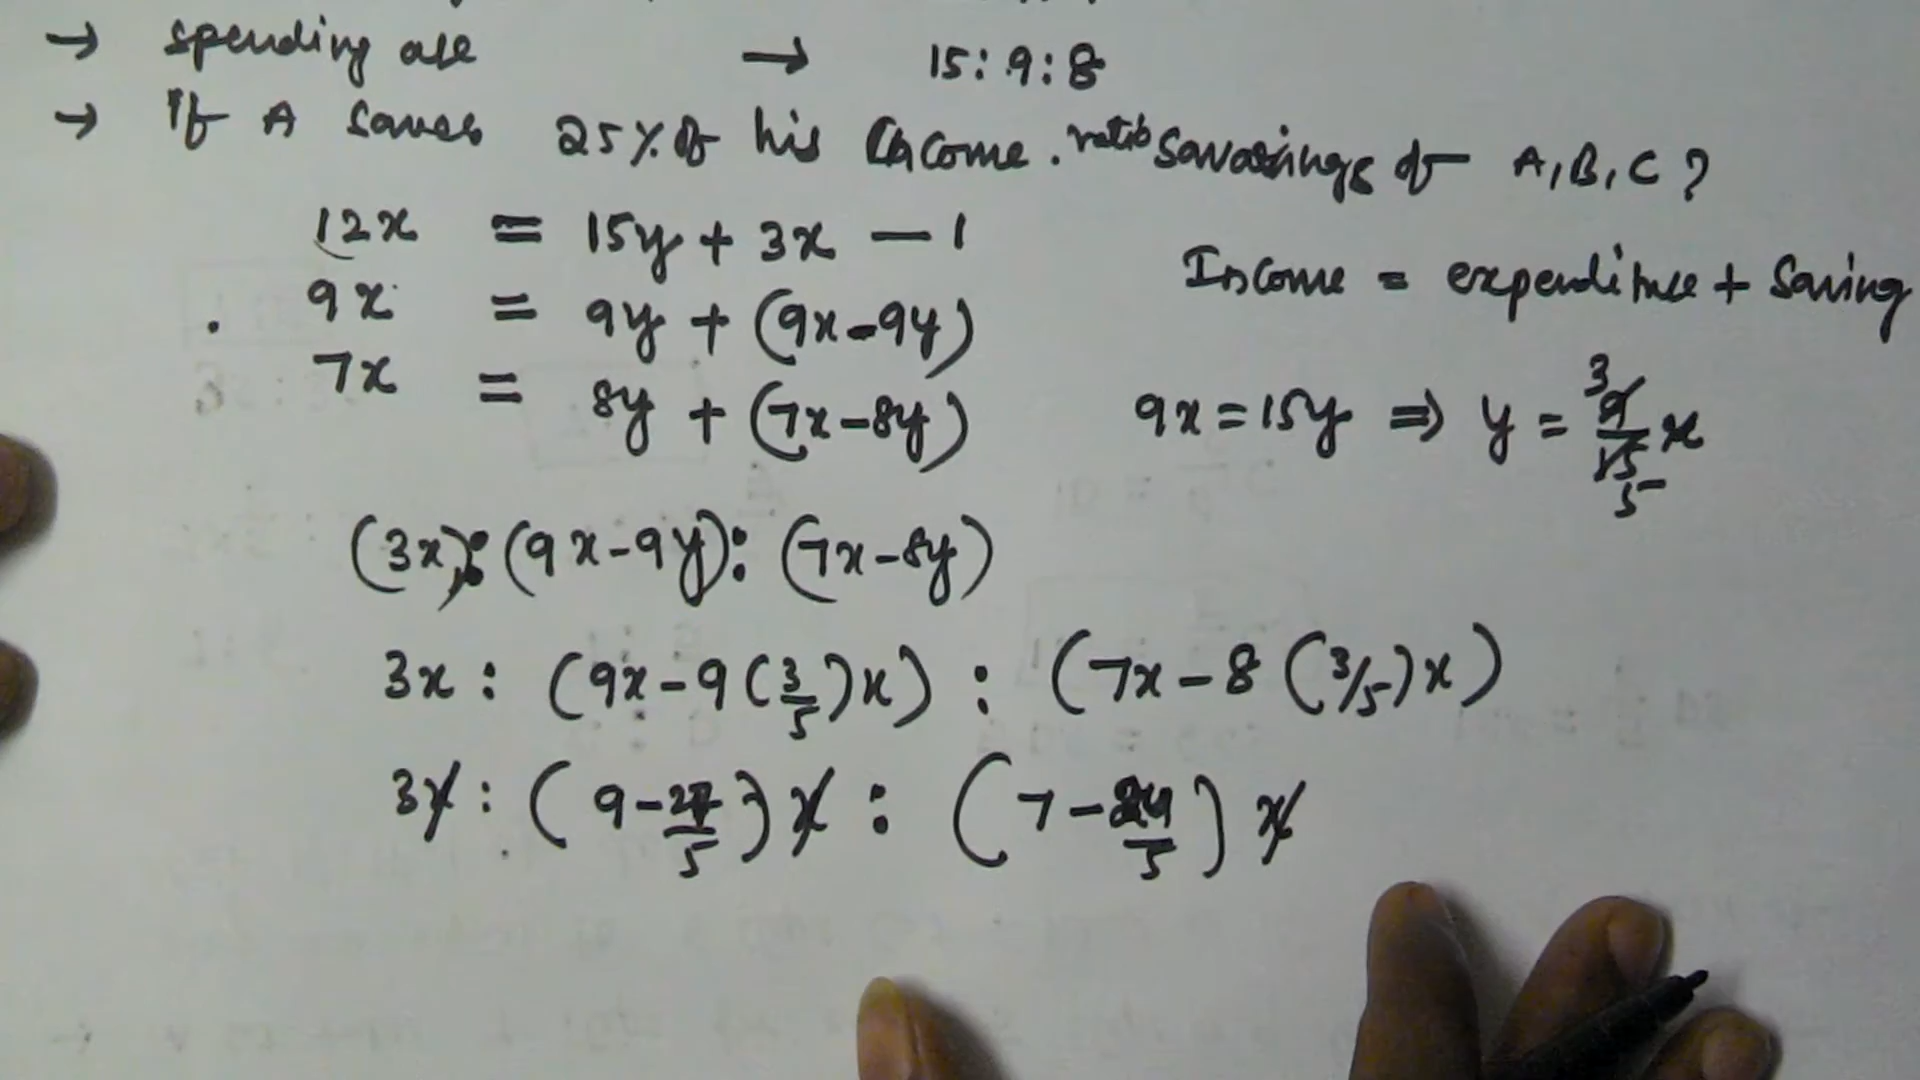 → spending are → 15:9:8
→ If A saves 25% of his Income. ratio savings of A, B, C?
12x = 15y + 3x — 1
Income = expenditure + Saving
9x = 9y + (9x-9y)
7x = 8y + (7x-8y)
9x = 15y ⇒ y = 9/15 x 3 5
(3x): (9x-9y): (7x-8y)
3x : (9x-9(3/5)x) : (7x-8(3/5)x)
3x : (9-27/5)x : (7-24/5)x